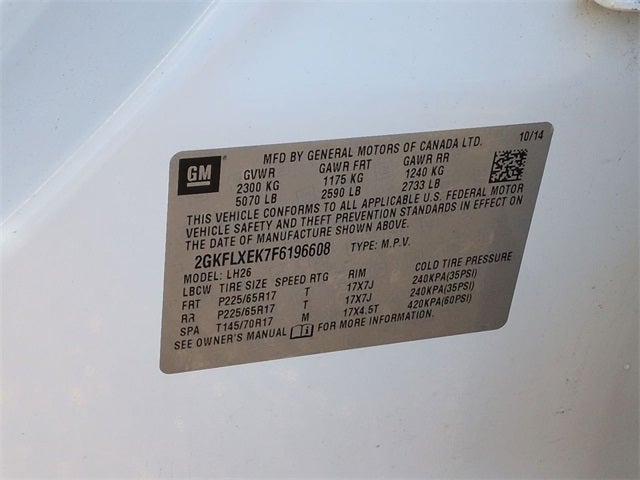 MFD BY GENERAL MOTORS OF CANADA LTD. 10/14
GM
GVWR GAWR FRT GAWR RR
2300 KG 1175 KG 1240 KG
5070 LB 2590 LB 2733 LB
THIS VEHICLE CONFORMS TO ALL APPLICABLE U.S. FEDERAL MOTOR
VEHICLE SAFETY AND THEFT PREVENTION STANDARDS IN EFFECT ON
THE DATE OF MANUFACTURE SHOWN ABOVE.
2GKFLXEK7F6196608 TYPE: M.P.V.
MODEL: LH26
LBCW TIRE SIZE SPEED RTG RIM COLD TIRE PRESSURE
FRT P225/65R17 T 17X7J 240KPA(35PSI)
RR P225/65R17 T 17X7J 240KPA(35PSI)
SPA T145/70R17 M 17X4.5T 420KPA(60PSI)
SEE OWNER'S MANUAL FOR MORE INFORMATION.